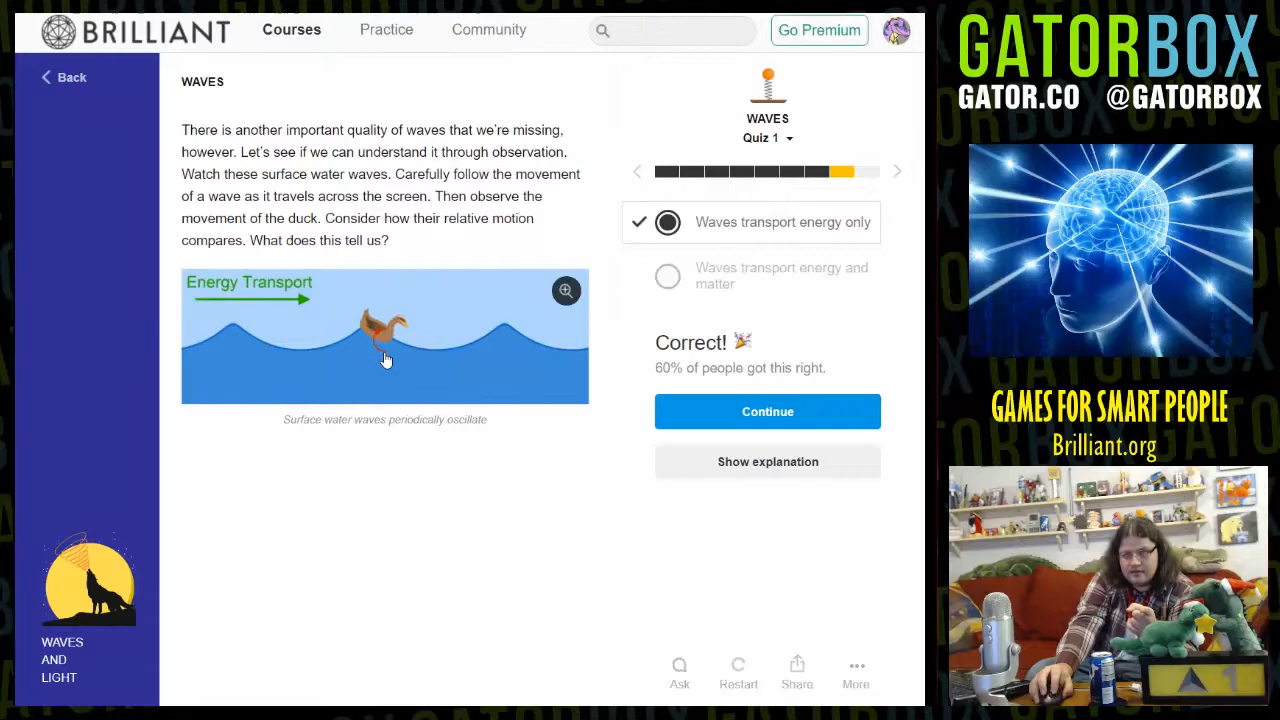 BRILLIANT
Courses
Practice
Community
Go Premium
Back
WAVES
There is another important quality of waves that we're missing,
however. Let's see if we can understand it through observation.
Watch these surface water waves. Carefully follow the movement
of a wave as it travels across the screen. Then observe the
movement of the duck. Consider how their relative motion
compares. What does this tell us?
Energy Transport
Surface water waves periodically oscillate
WAVES
Quiz 1
Waves transport energy only
Waves transport energy and
matter
Correct!
60% of people got this right.
Continue
Show explanation
Ask
Restart
Share
More
WAVES
AND
LIGHT
GATORBOX
GATOR.CO @GATORBOX
GAMES FOR SMART PEOPLE
Brilliant.org
1